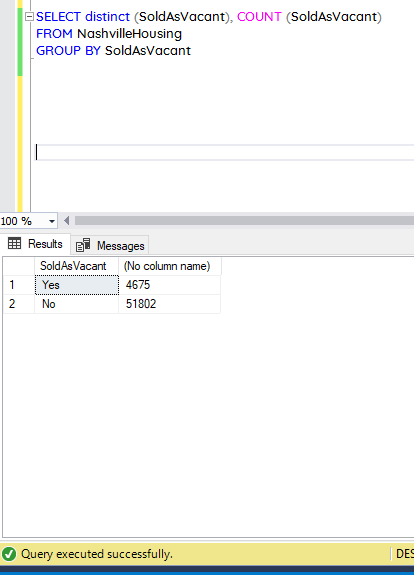 SELECT distinct (SoldAsVacant), COUNT (SoldAsVacant)
FROM NashvilleHousing
GROUP BY SoldAsVacant
100 %
Results Messages
SoldAsVacant (No column name)
1 Yes 4675
2 No 51802
Query executed successfully. DES